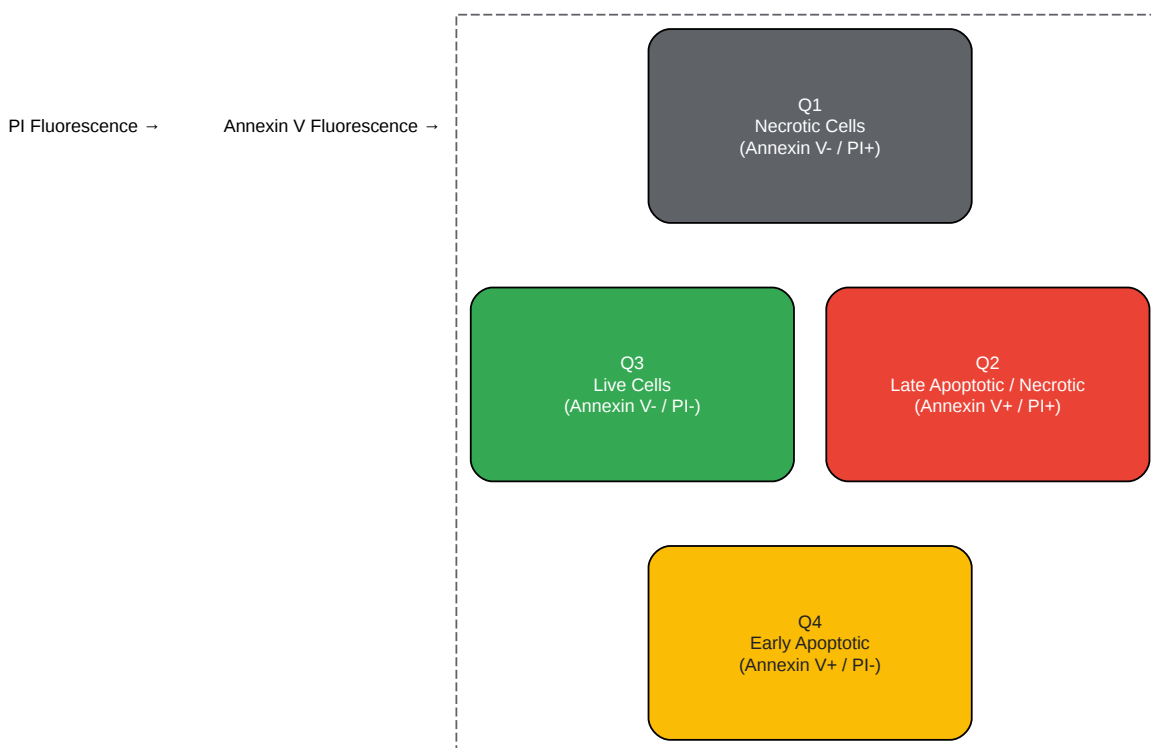 PI Fluorescence →
Annexin V Fluorescence →
Q1
Necrotic Cells
(Annexin V- / PI+)
Q3
Live Cells
(Annexin V- / PI-)
Q2
Late Apoptotic / Necrotic
(Annexin V+ / PI+)
Q4
Early Apoptotic
(Annexin V+ / PI-)